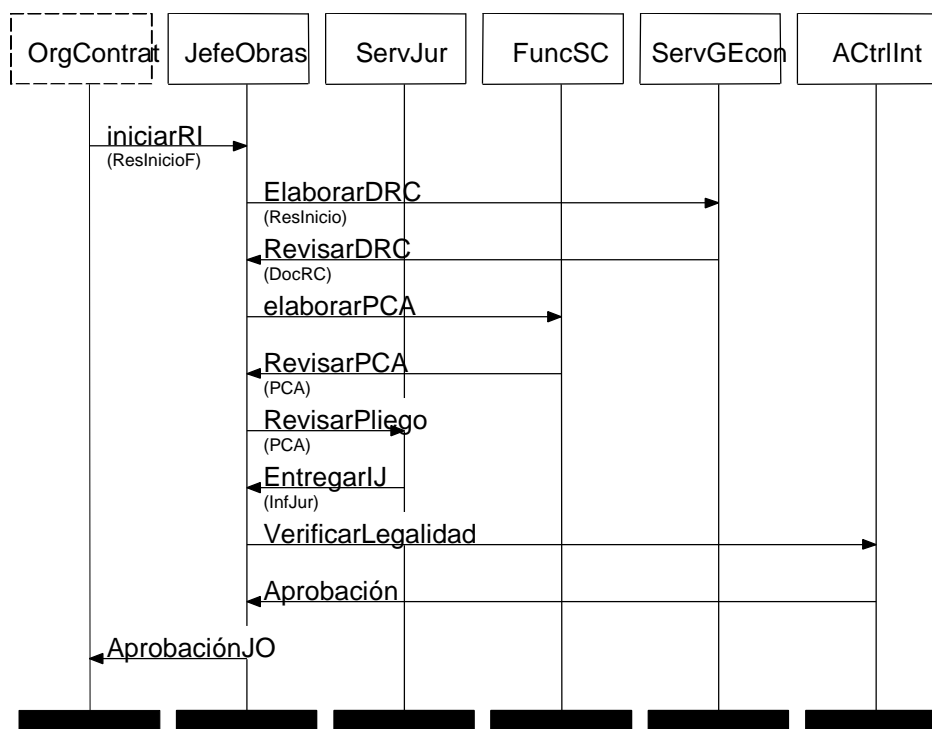 OrgContrat JefeObras ServJur FuncSC ServGEcon ACtrlInt
iniciarRI
(ResInicioF)
ElaborarDRC
(ResInicio)
RevisarDRC
(DocRC)
elaborarPCA
RevisarPCA
(PCA)
RevisarPliego
(PCA)
EntregarIJ
(InfJur)
VerificarLegalidad
Aprobación
AprobaciónJO